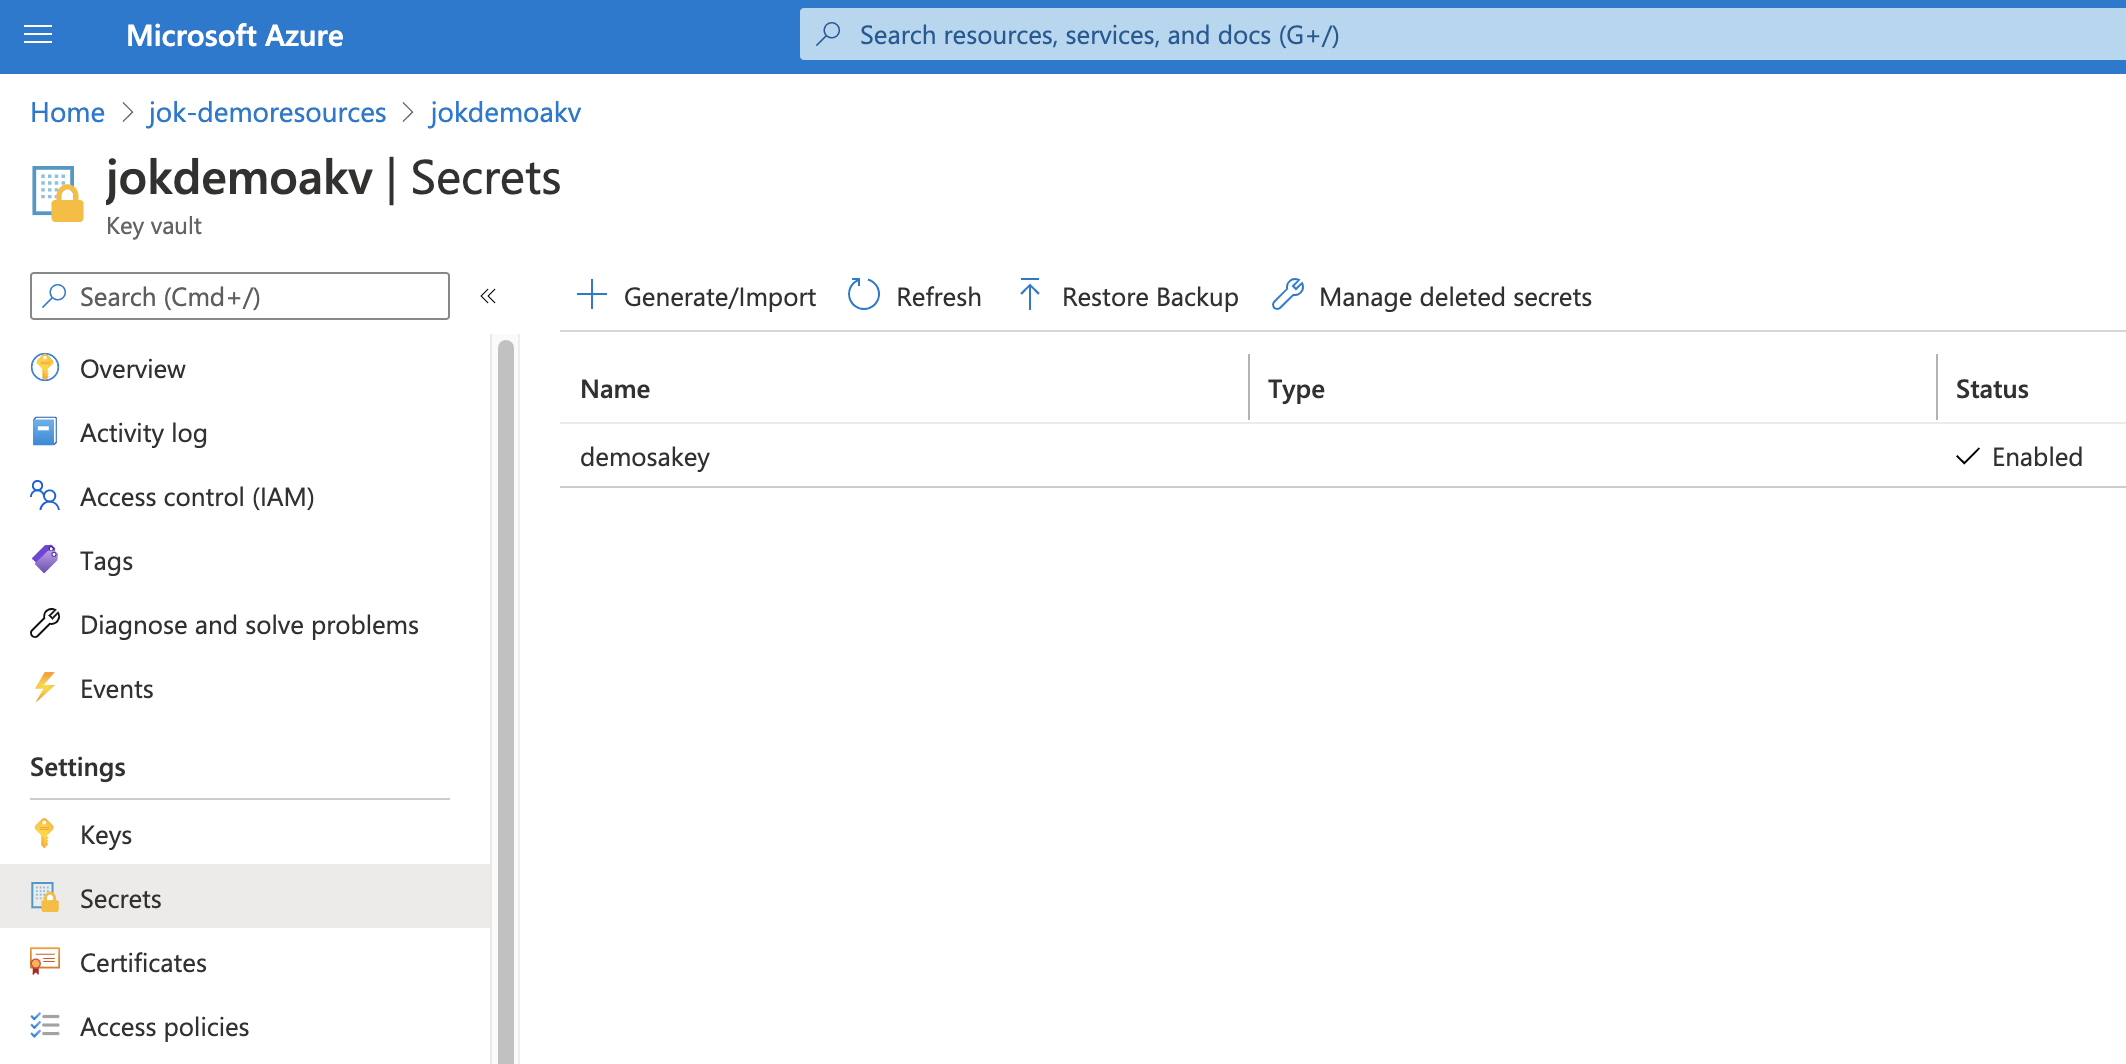 Microsoft Azure
Search resources, services, and docs (G+/)
Home > jok-demoresources > jokdemoakv
jokdemoakv | Secrets
Key vault
Search (Cmd+/)
«
Generate/Import Refresh Restore Backup Manage deleted secrets
Overview
Activity log
Access control (IAM)
Tags
Diagnose and solve problems
Events
Settings
Keys
Secrets
Certificates
Access policies
Name Type Status
demosakey Enabled